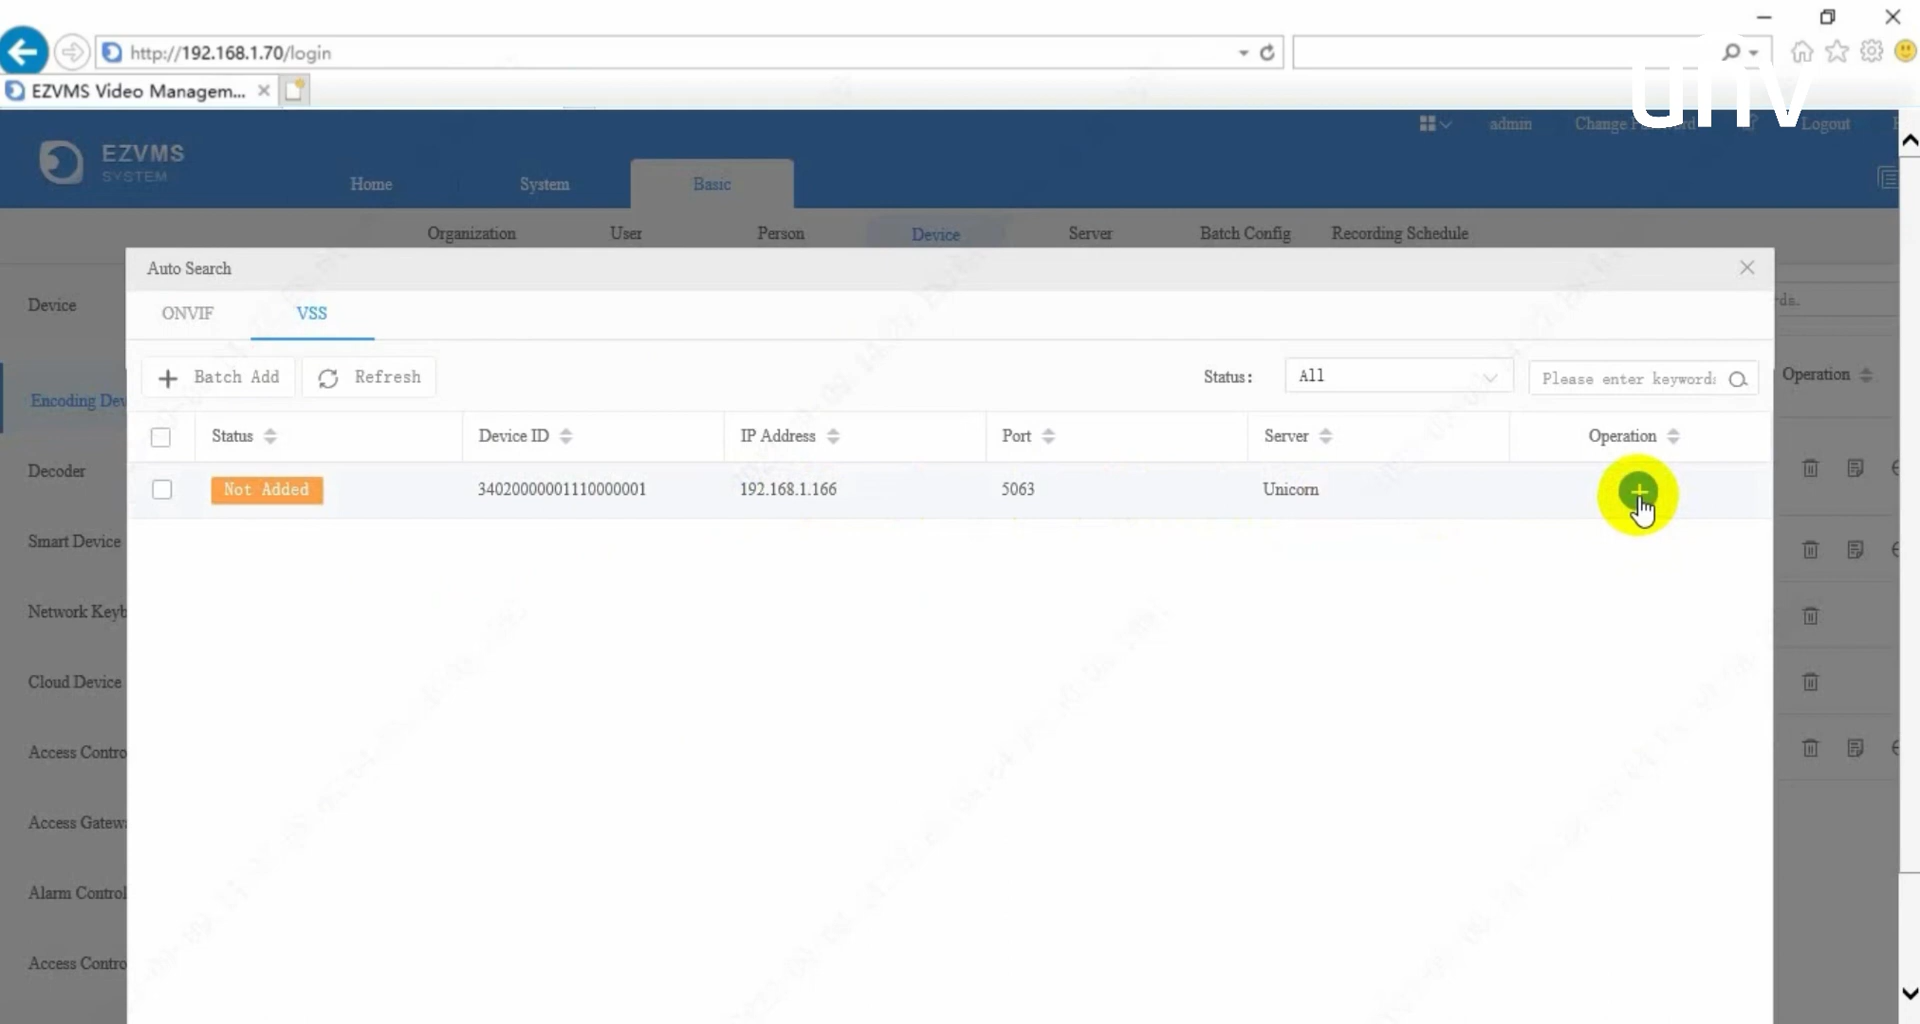 http://192.168.1.70/login
EZVMS Video Managem...
unv
EZVMS
SYSTEM
admin
Change
Logout
Home
System
Basic
Organization
User
Person
Device
Server
Batch Config
Recording Schedule
Auto Search
Device
ONVIF
VSS
Batch Add
Refresh
Status:
All
Please enter keyword
Operation
Encoding Dev
Status
Device ID
IP Address
Port
Server
Operation
Decoder
Not Added
34020000001110000001
192.168.1.166
5063
Unicorn
Smart Device
Network Keyb
Cloud Device
Access Contro
Access Gatewa
Alarm Control
Access Contro